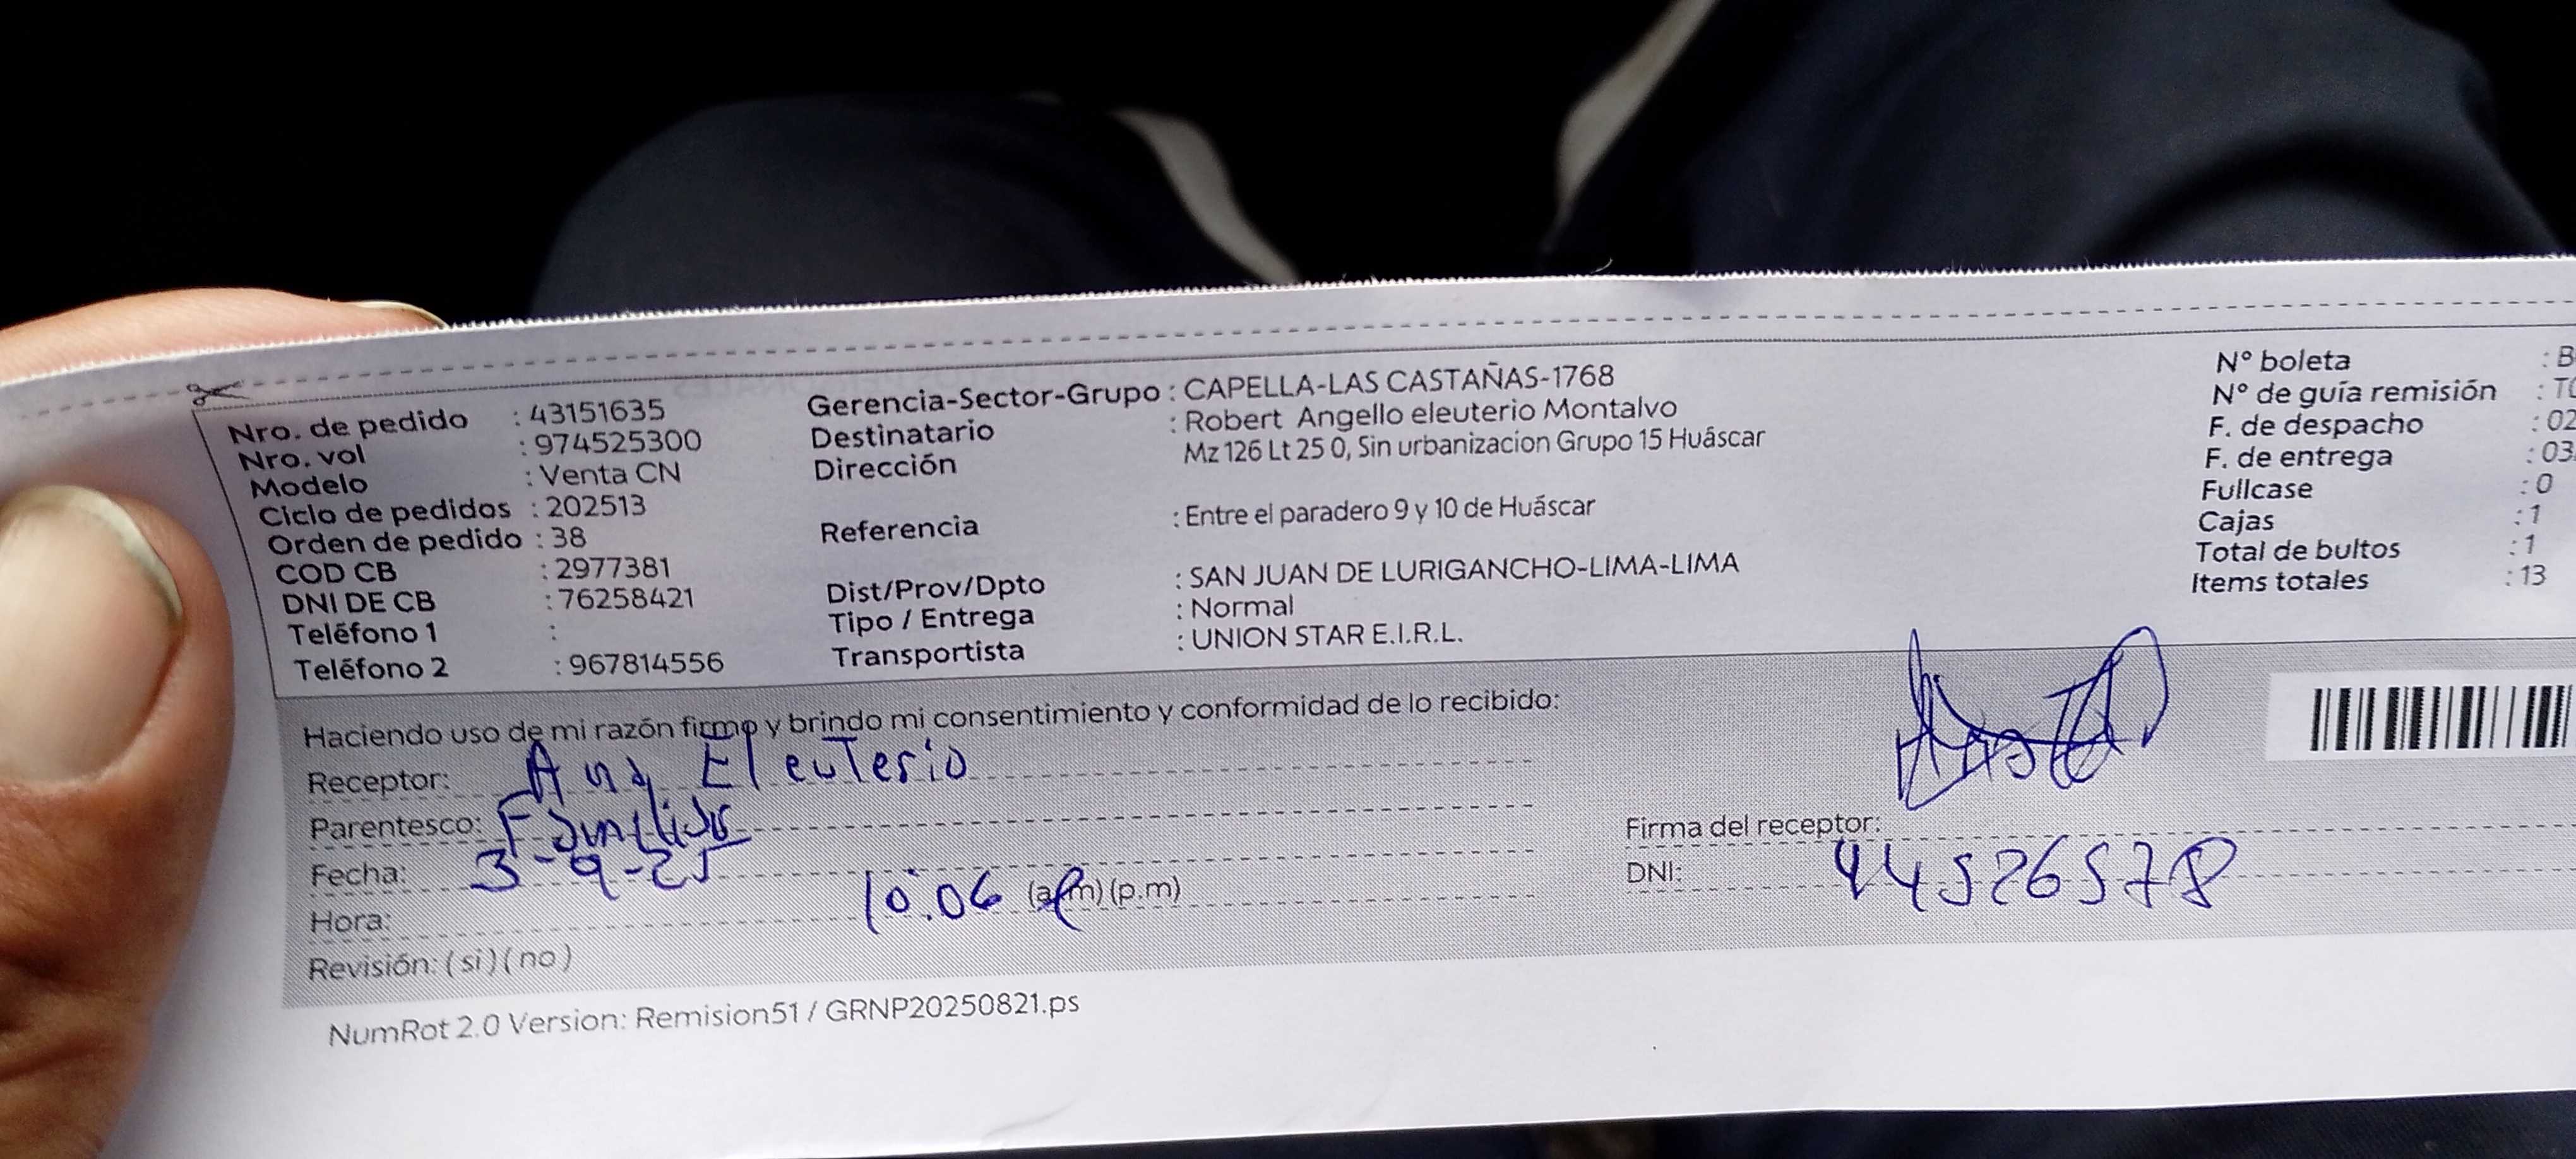 Nro. de pedido : 43151635
Nro. vol : 974525300
Modelo : Venta CN
Ciclo de pedidos : 202513
Orden de pedido : 38
COD CB : 2977381
DNI DE CB : 76258421
Teléfono 1 :
Teléfono 2 : 967814556
Gerencia-Sector-Grupo : CAPELLA-LAS CASTAÑAS-1768
Destinatario : Robert Angello eleuterio Montalvo
Dirección Mz 126 Lt 25 0, Sin urbanizacion Grupo 15 Huáscar
Referencia : Entre el paradero 9 y 10 de Huáscar
Dist/Prov/Dpto : SAN JUAN DE LURIGANCHO-LIMA-LIMA
Tipo / Entrega : Normal
Transportista : UNION STAR E.I.R.L.
N° boleta : B
N° de guía remisión :
F. de despacho : 02
F. de entrega : 03
Fullcase : 0
Cajas : 1
Total de bultos : 1
Items totales : 13
Haciendo uso de mi razón firmo y brindo mi consentimiento y conformidad de lo recibido:
Receptor: Ana Eleuterio
Parentesco: Familiar
Fecha: 3-9-25
Hora: 10:06 (a.m) (p.m)
Revisión: (si) (no)
Firma del receptor:
DNI: 44526578
NumRot 2.0 Version: Remision51 / GRNP20250821.ps